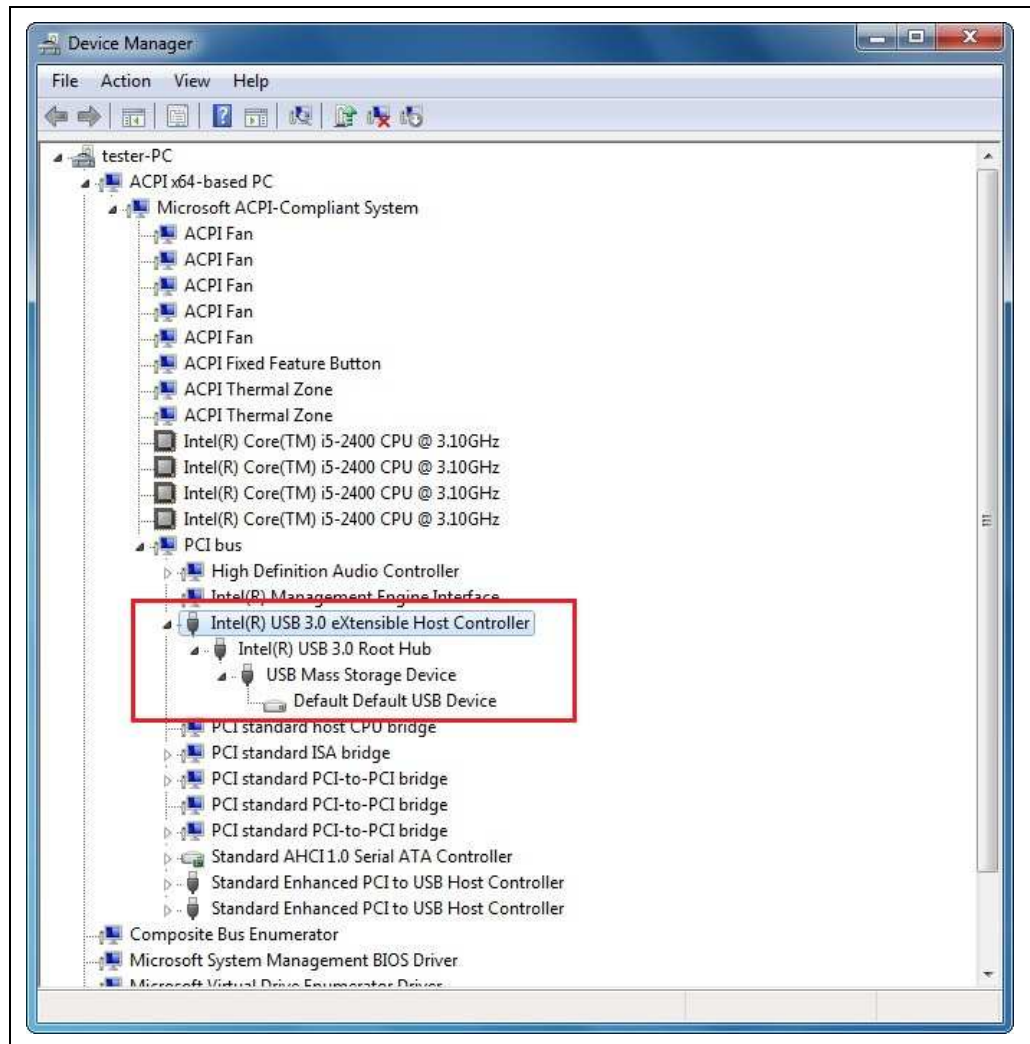 Device Manager
File Action View Help
tester-PC
ACPI x64-based PC
Microsoft ACPI-Compliant System
ACPI Fan
ACPI Fan
ACPI Fan
ACPI Fan
ACPI Fan
ACPI Fixed Feature Button
ACPI Thermal Zone
ACPI Thermal Zone
Intel(R) Core(TM) i5-2400 CPU @ 3.10GHz
Intel(R) Core(TM) i5-2400 CPU @ 3.10GHz
Intel(R) Core(TM) i5-2400 CPU @ 3.10GHz
Intel(R) Core(TM) i5-2400 CPU @ 3.10GHz
PCI bus
High Definition Audio Controller
Intel(R) Management Engine Interface
Intel(R) USB 3.0 eXtensible Host Controller
Intel(R) USB 3.0 Root Hub
USB Mass Storage Device
Default Default USB Device
PCI standard host CPU bridge
PCI standard ISA bridge
PCI standard PCI-to-PCI bridge
PCI standard PCI-to-PCI bridge
PCI standard PCI-to-PCI bridge
Standard AHCI 1.0 Serial ATA Controller
Standard Enhanced PCI to USB Host Controller
Standard Enhanced PCI to USB Host Controller
Composite Bus Enumerator
Microsoft System Management BIOS Driver
Microsoft Virtual Drive Enumerator Driver